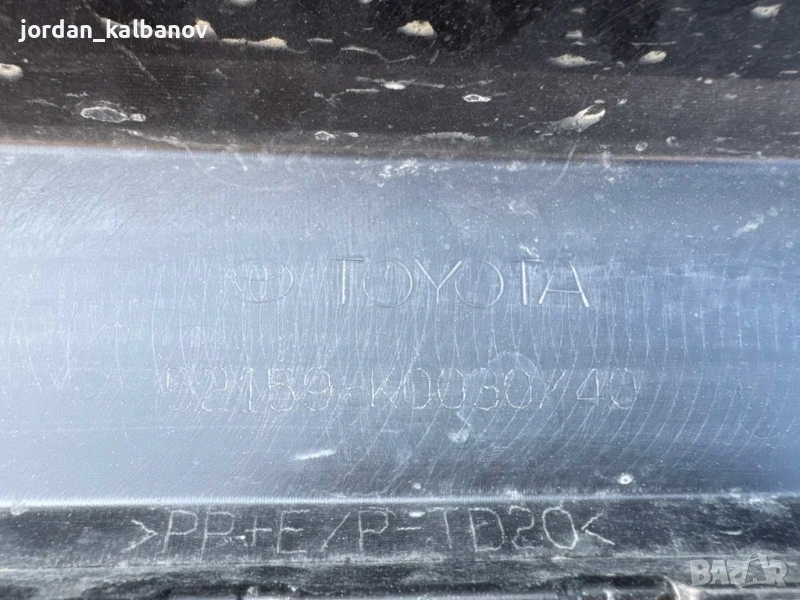 jordan_kalbanov
TOYOTA
52159-K0030/40
>PP+E/P-TD20<
BAZAR